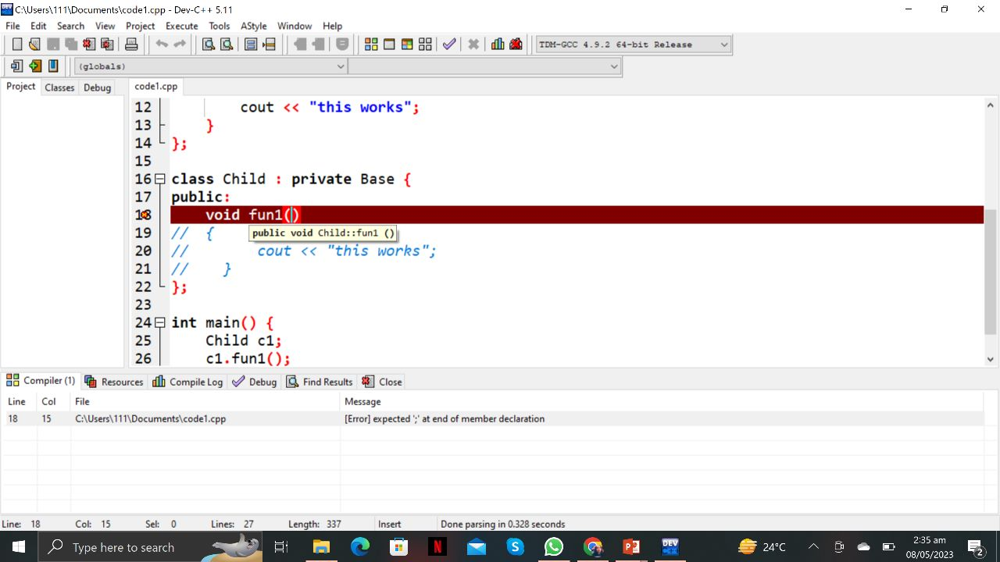 C:\Users\111\Documents\code1.cpp - Dev-C++ 5.11
File Edit Search View Project Execute Tools AStyle Window Help
TDM-GCC 4.9.2 64-bit Release
(globals)
Project Classes Debug code1.cpp
12 cout << "this works";
13 }
14 };
15
16 class Child : private Base {
17 public:
18 void fun1()
19 // {
public void Child::fun1 ()
20 // cout << "this works";
21 // }
22 };
23
24 int main() {
25 Child c1;
26 c1.fun1();
Compiler (1) Resources Compile Log Debug Find Results Close
Line Col File Message
18 15 C:\Users\111\Documents\code1.cpp [Error] expected ';' at end of member declaration
Line: 18 Col: 15 Sel: 0 Lines: 27 Length: 337 Insert Done parsing in 0.328 seconds
Type here to search
DEV
24°C
2:35 am
08/05/2023
2